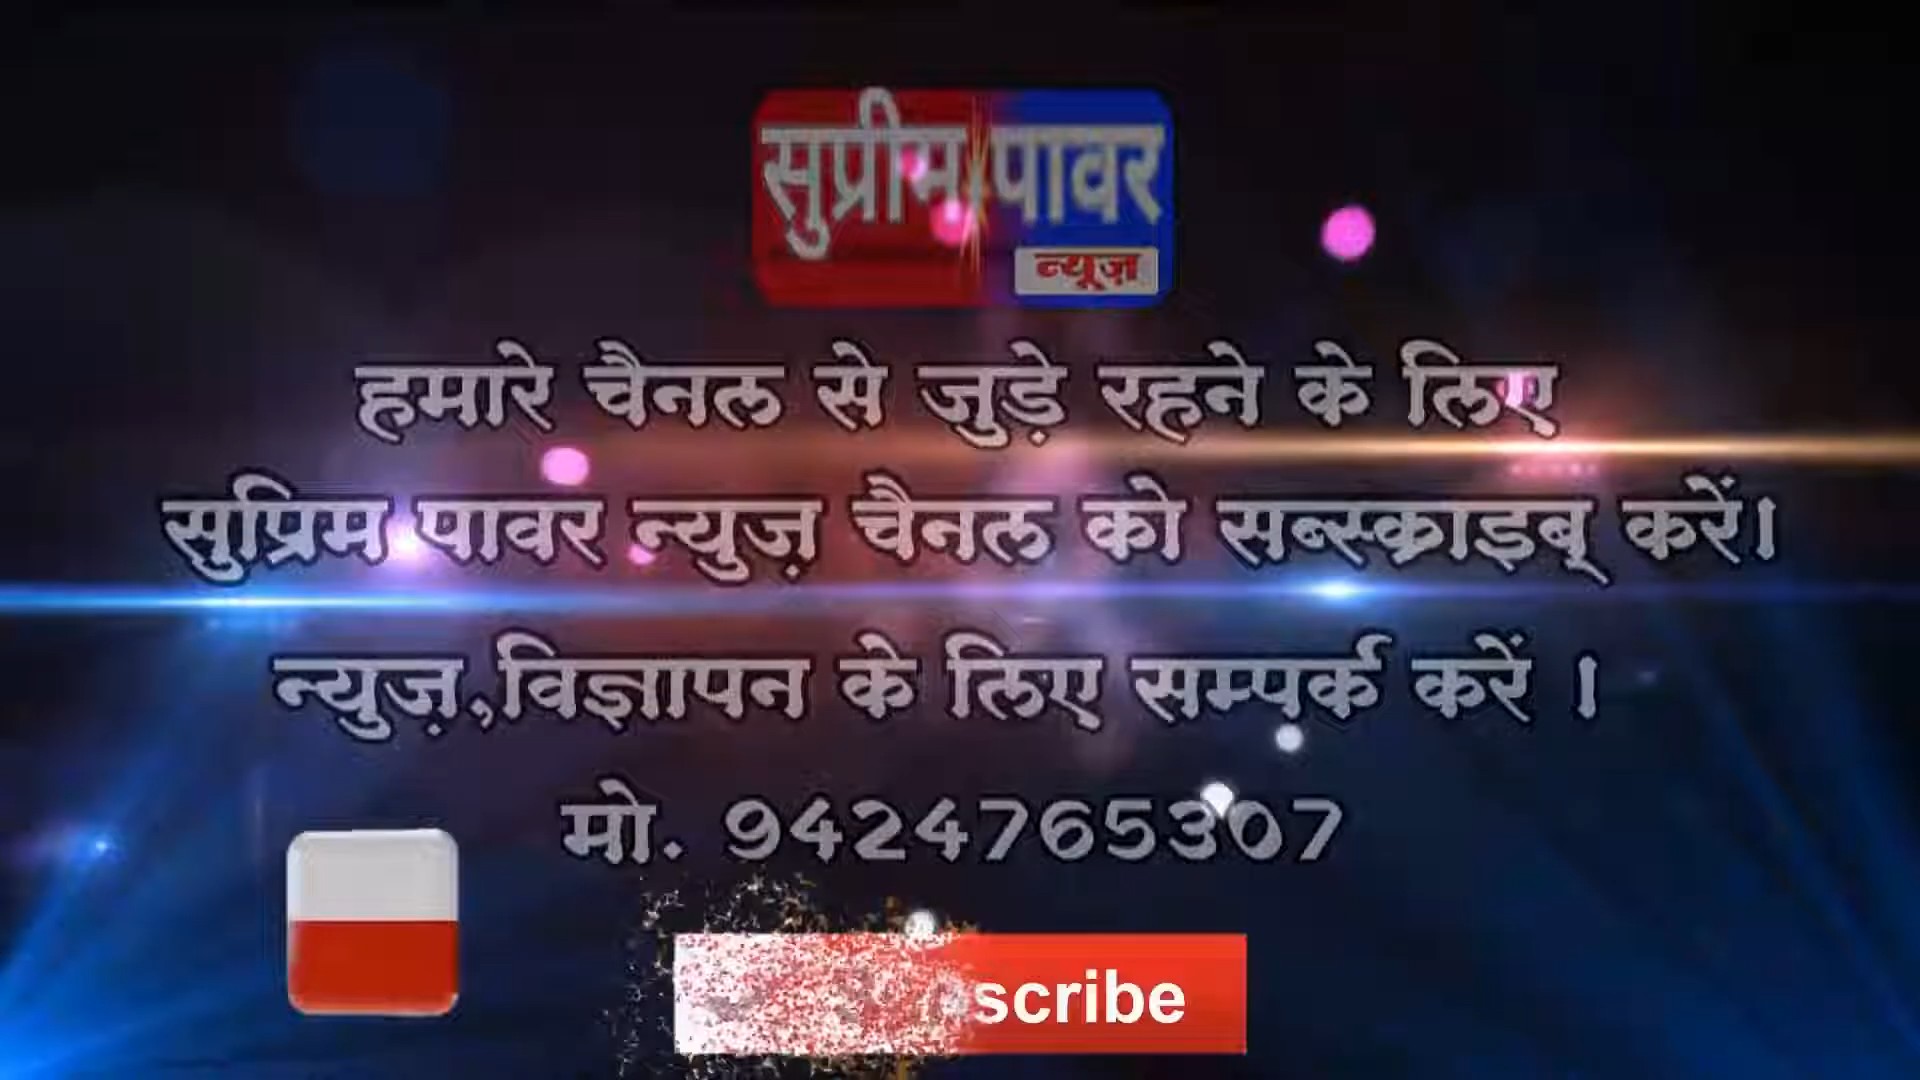 सुप्रीम पावर
न्यूज़
हमारे चैनल से जुड़े रहने के लिए
सुप्रिम पावर न्युज़ चैनल को सब्स्क्राइब् करें।
न्युज़,विज्ञापन के लिए सम्पर्क करें ।
मो. 9424765307
scribe